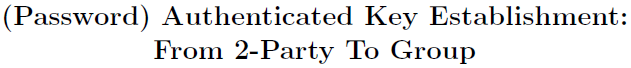 (Password) Authenticated Key Establishment:
From 2-Party To Group